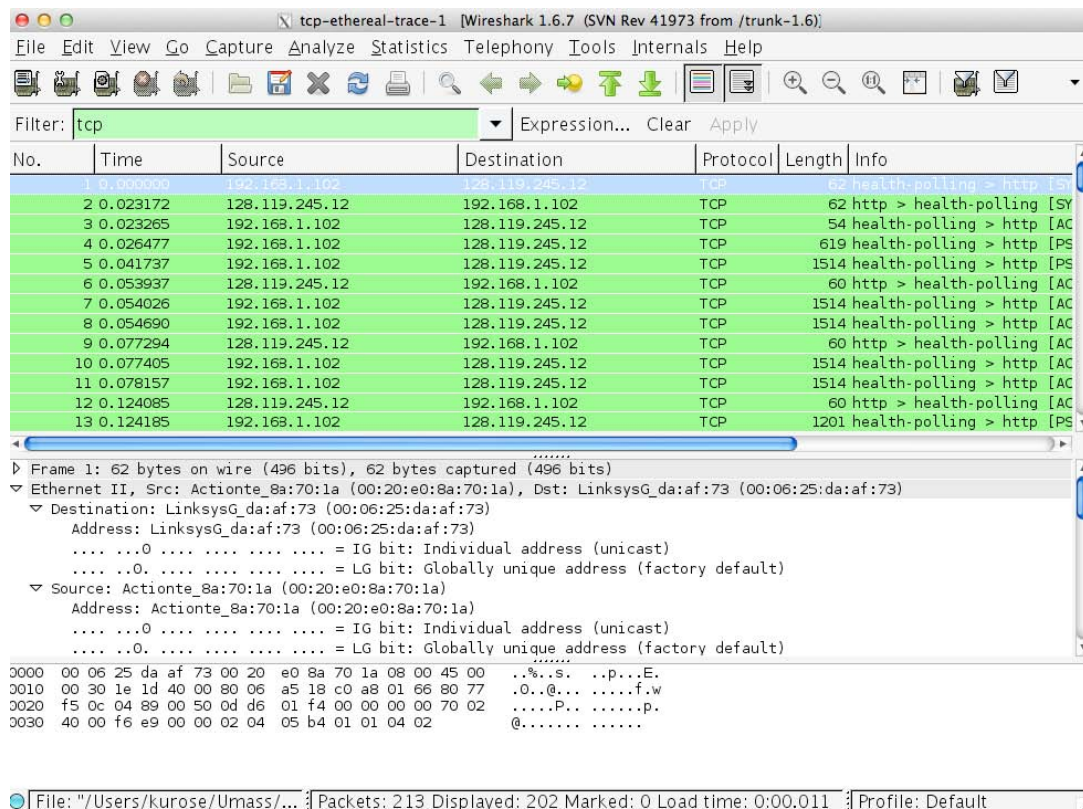 tcp-ethereal-trace-1 [Wireshark 1.6.7 (SVN Rev 41973 from /trunk-1.6)]
File Edit View Go Capture Analyze Statistics Telephony Tools Internals Help
Filter: tcp Expression... Clear Apply
No. Time Source Destination Protocol Length Info
1 0.000000 192.168.1.102 128.119.245.12 TCP 62 health-polling > http [SY
2 0.023172 128.119.245.12 192.168.1.102 TCP 62 http > health-polling [SY
3 0.023265 192.168.1.102 128.119.245.12 TCP 54 health-polling > http [AC
4 0.026477 192.168.1.102 128.119.245.12 TCP 619 health-polling > http [PS
5 0.041737 192.168.1.102 128.119.245.12 TCP 1514 health-polling > http [PS
6 0.053937 128.119.245.12 192.168.1.102 TCP 60 http > health-polling [AC
7 0.054026 192.168.1.102 128.119.245.12 TCP 1514 health-polling > http [AC
8 0.054690 192.168.1.102 128.119.245.12 TCP 1514 health-polling > http [AC
9 0.077294 128.119.245.12 192.168.1.102 TCP 60 http > health-polling [AC
10 0.077405 192.168.1.102 128.119.245.12 TCP 1514 health-polling > http [AC
11 0.078157 192.168.1.102 128.119.245.12 TCP 1514 health-polling > http [AC
12 0.124085 128.119.245.12 192.168.1.102 TCP 60 http > health-polling [AC
13 0.124185 192.168.1.102 128.119.245.12 TCP 1201 health-polling > http [PS
Frame 1: 62 bytes on wire (496 bits), 62 bytes captured (496 bits)
Ethernet II, Src: Actionte_8a:70:1a (00:20:e0:8a:70:1a), Dst: LinksysG_da:af:73 (00:06:25:da:af:73)
Destination: LinksysG_da:af:73 (00:06:25:da:af:73)
Address: LinksysG_da:af:73 (00:06:25:da:af:73)
.... ...0 .... .... .... .... = IG bit: Individual address (unicast)
.... ..0. .... .... .... .... = LG bit: Globally unique address (factory default)
Source: Actionte_8a:70:1a (00:20:e0:8a:70:1a)
Address: Actionte_8a:70:1a (00:20:e0:8a:70:1a)
.... ...0 .... .... .... .... = IG bit: Individual address (unicast)
.... ..0. .... .... .... .... = LG bit: Globally unique address (factory default)
0000 00 06 25 da af 73 00 20 e0 8a 70 1a 08 00 45 00 ..%..s. ..p...E.
0010 00 30 1e 1d 40 00 80 06 a5 18 c0 a8 01 66 80 77 .0..@... .....f.w
0020 f5 0c 04 89 00 50 0d d6 01 f4 00 00 00 00 70 02 .....P.. ......p.
0030 40 00 f6 e9 00 00 02 04 05 b4 01 01 04 02 @....... ......
File: "/Users/kurose/Umass/... Packets: 213 Displayed: 202 Marked: 0 Load time: 0:00.011 Profile: Default